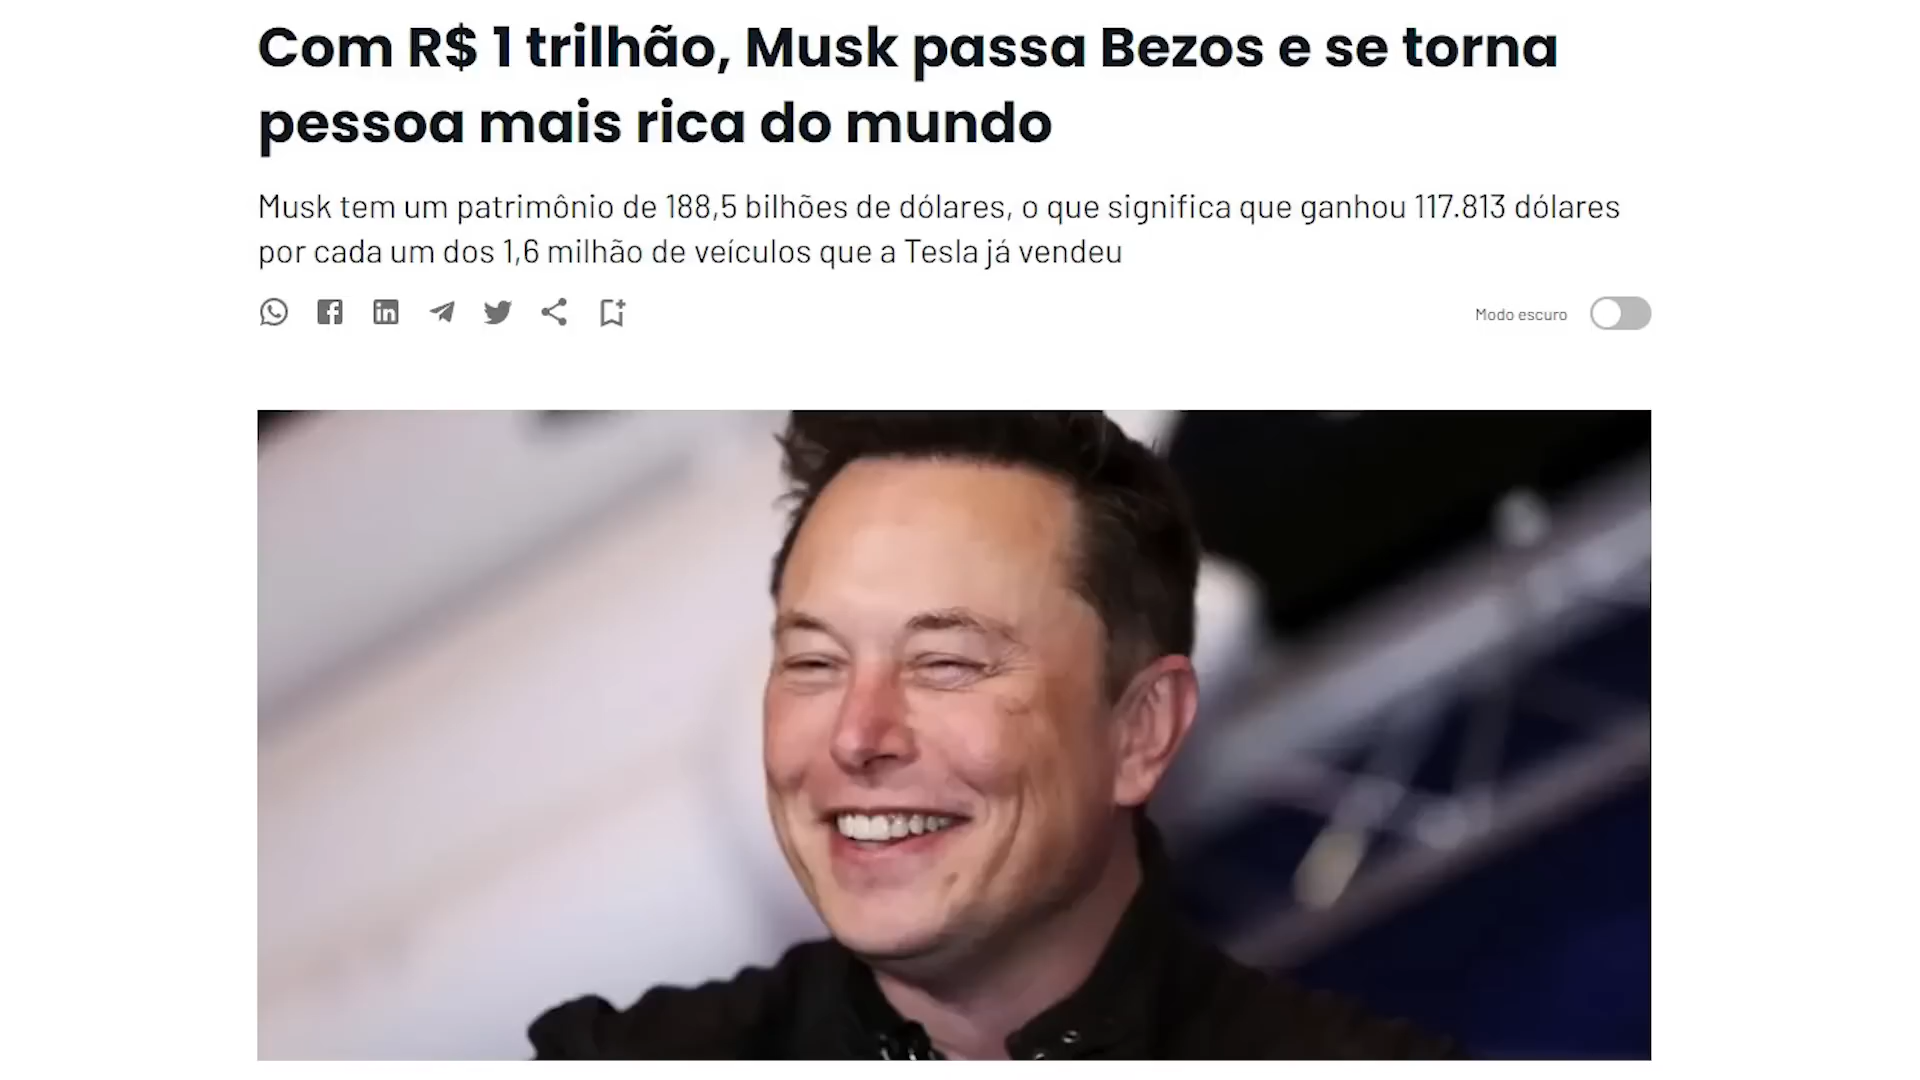 Com R$ 1 trilhão, Musk passa Bezos e se torna
pessoa mais rica do mundo
Musk tem um patrimônio de 188,5 bilhões de dólares, o que significa que ganhou 117.813 dólares
por cada um dos 1,6 milhão de veículos que a Tesla já vendeu
Modo escuro